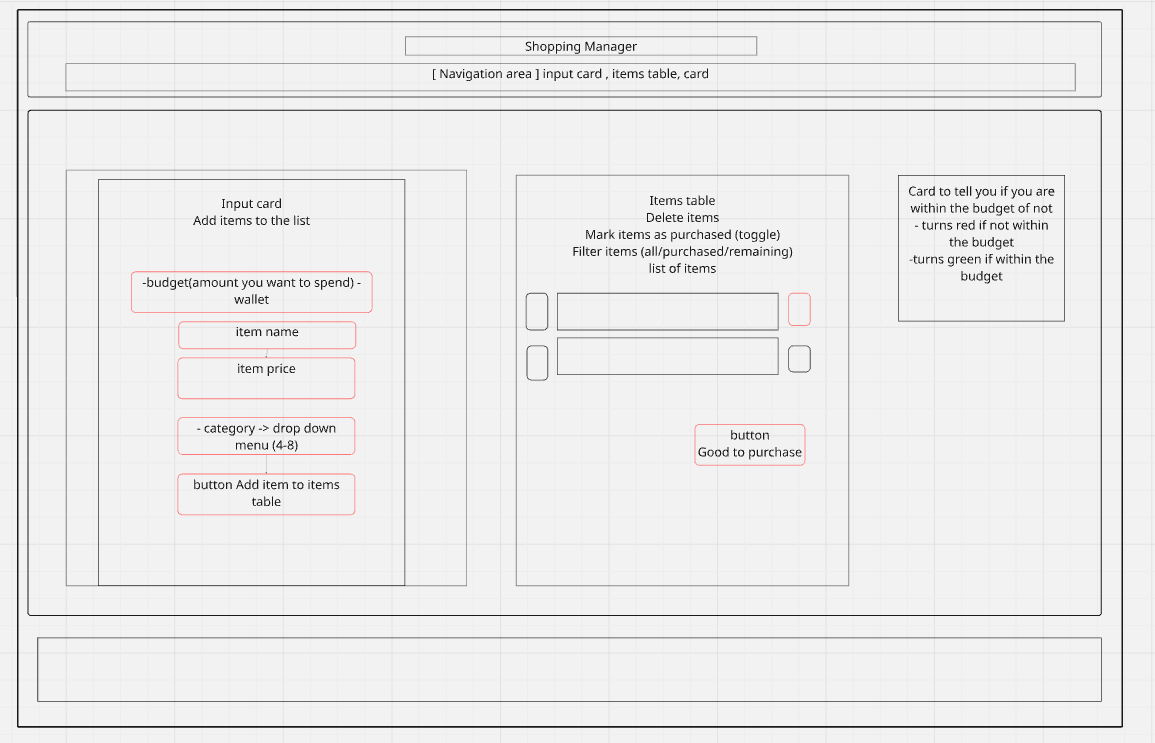 Shopping Manager
[ Navigation area ] input card , items table, card
Input card
Add items to the list
-budget(amount you want to spend) -
wallet
item name
item price
- category -> drop down
menu (4-8)
button Add item to items
table
Items table
Delete items
Mark items as purchased (toggle)
Filter items (all/purchased/remaining)
list of items
button
Good to purchase
Card to tell you if you are
within the budget of not
- turns red if not within
the budget
-turns green if within the
budget